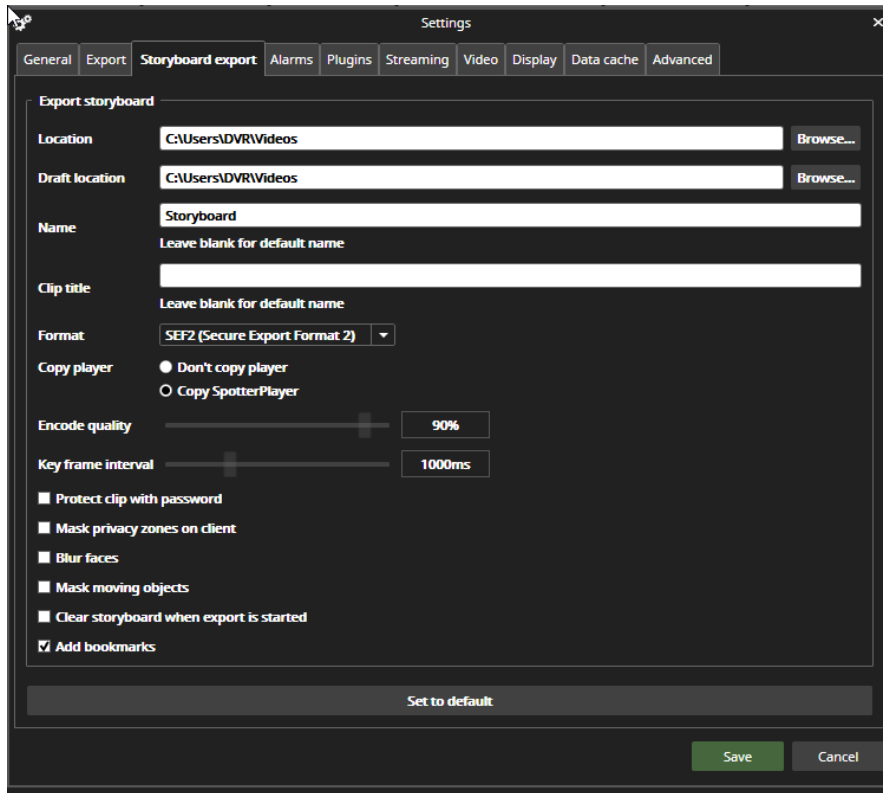 Settings
General Export Storyboard export Alarms Plugins Streaming Video Display Data cache Advanced
Export storyboard
Location C:\Users\DVR\Videos Browse...
Draft location C:\Users\DVR\Videos Browse...
Name Storyboard
Leave blank for default name
Clip title
Leave blank for default name
Format SEF2 (Secure Export Format 2)
Copy player Don't copy player
Copy SpotterPlayer
Encode quality 90%
Key frame interval 1000ms
Protect clip with password
Mask privacy zones on client
Blur faces
Mask moving objects
Clear storyboard when export is started
Add bookmarks
Set to default
Save Cancel